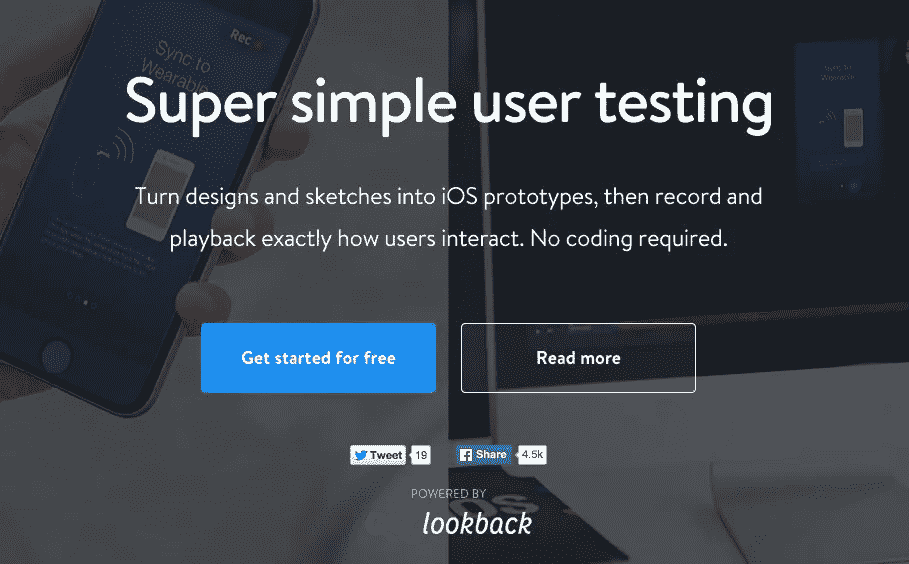 Rec
Sync to
Wearable
Super simple user testing
Turn designs and sketches into iOS prototypes, then record and
playback exactly how users interact. No coding required.
Get started for free
Read more
Tweet 19 Share 4.5k
POWERED BY
lookback